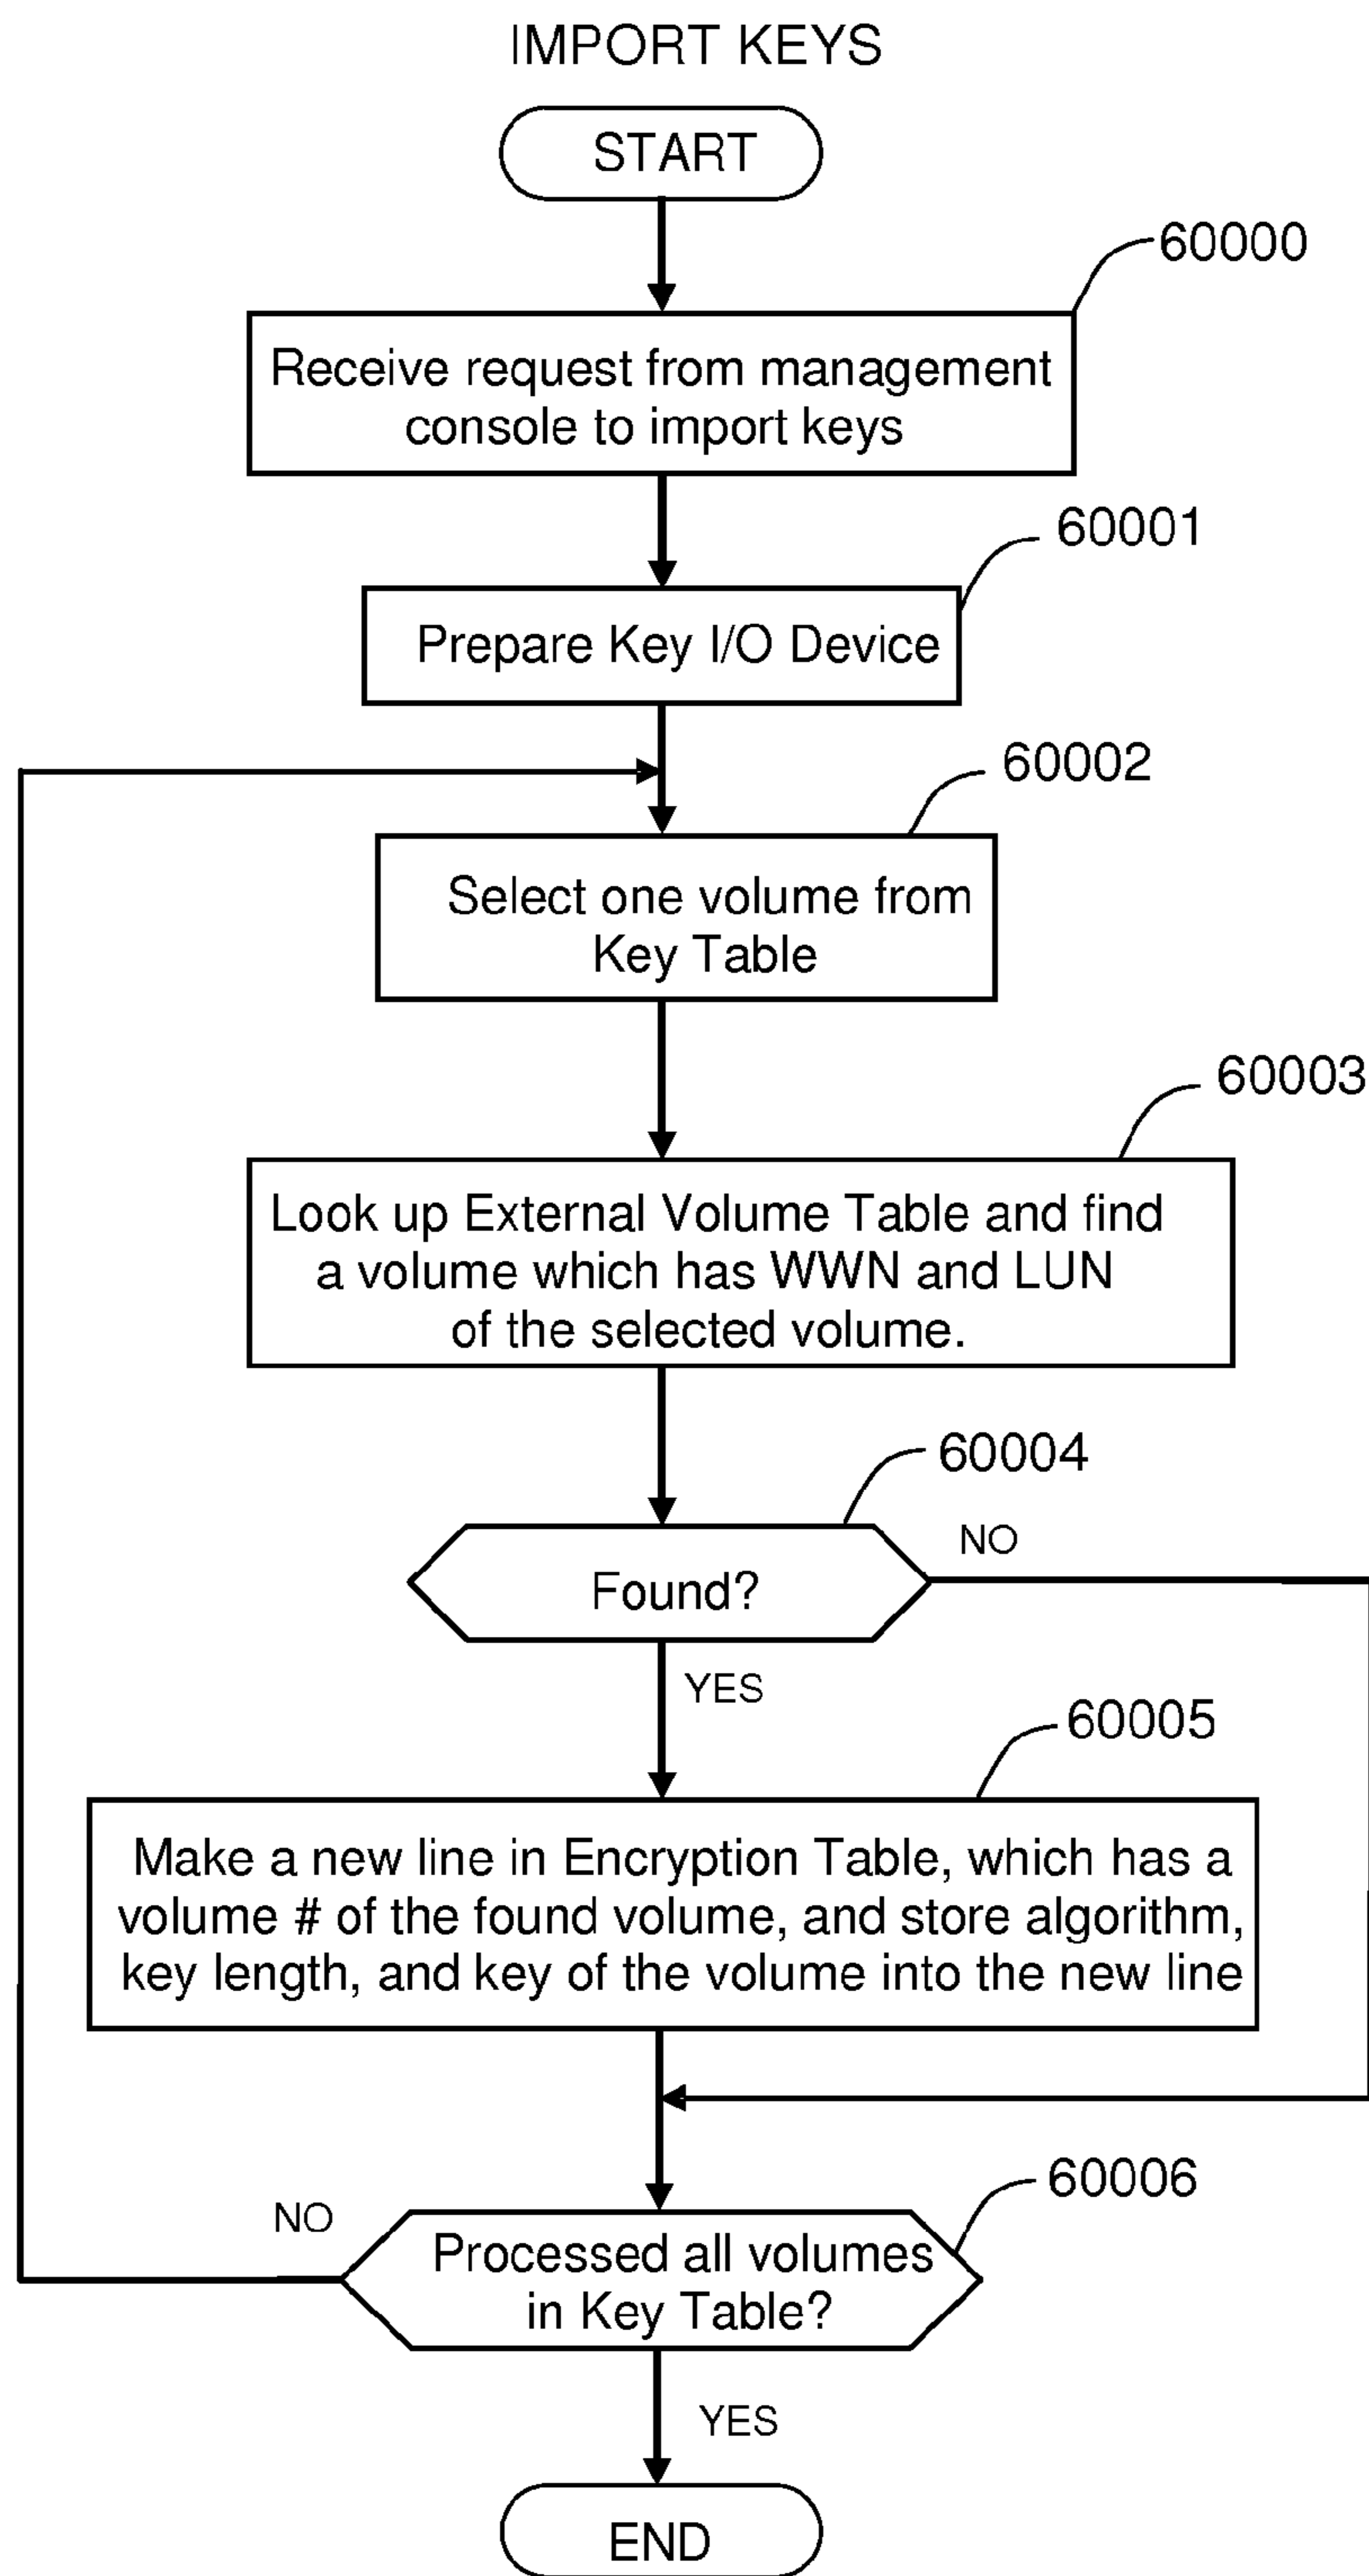 IMPORT KEYS
START
60000
Receive request from management
console to import keys
60001
Prepare Key I/O Device
60002
Select one volume from
Key Table
60003
Look up External Volume Table and find
a volume which has WWN and LUN
of the selected volume.
60004
NO
Found?
YES
60005
Make a new line in Encryption Table, which has a
volume # of the found volume, and store algorithm,
key length, and key of the volume into the new line
60006
NO
Processed all volumes
in Key Table?
YES
END